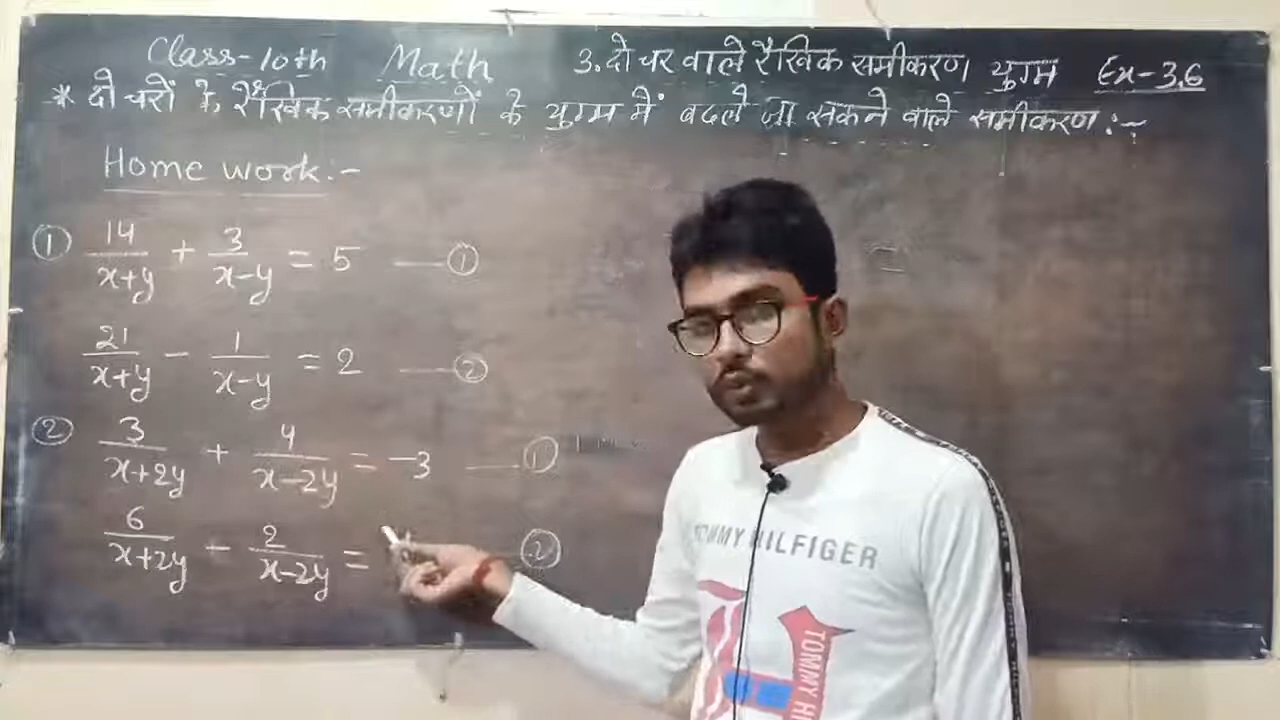 Class-10th Math 3. दो चर वाले रैखिक समीकरण युग्म Ex-3.6
* दो चरों के रैखिक समीकरणों के युग्म में बदले जा सकने वाले समीकरण :-
Home work:-
① 14/(x+y) + 3/(x-y) = 5 —①
21/(x+y) - 1/(x-y) = 2 —②
② 3/(x+2y) + 4/(x-2y) = -3 —①
6/(x+2y) - 2/(x-2y) = ②
TOMMY HILFIGER
TOMMY HI